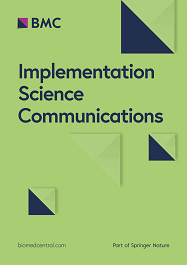 BMC
Implementation
Science
Communications
biomedcentral.com
Part of Springer Nature